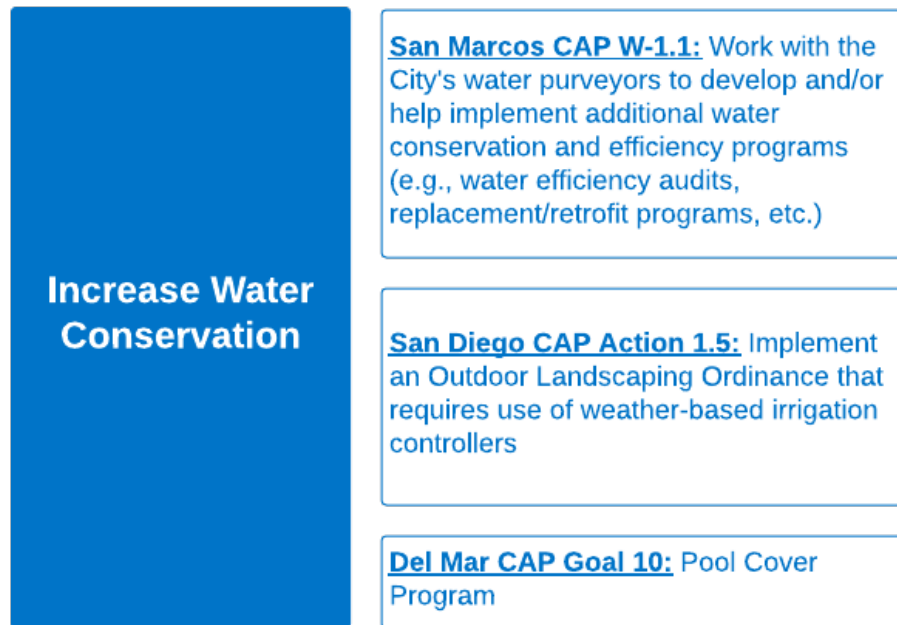 Increase Water
Conservation
San Marcos CAP W-1.1: Work with the
City's water purveyors to develop and/or
help implement additional water
conservation and efficiency programs
(e.g., water efficiency audits,
replacement/retrofit programs, etc.)
San Diego CAP Action 1.5: Implement
an Outdoor Landscaping Ordinance that
requires use of weather-based irrigation
controllers
Del Mar CAP Goal 10: Pool Cover
Program